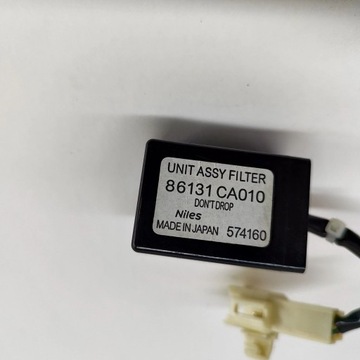 UNIT ASSY FILTER
86131CA010
DON'T DROP
Niles
MADE IN JAPAN 574160